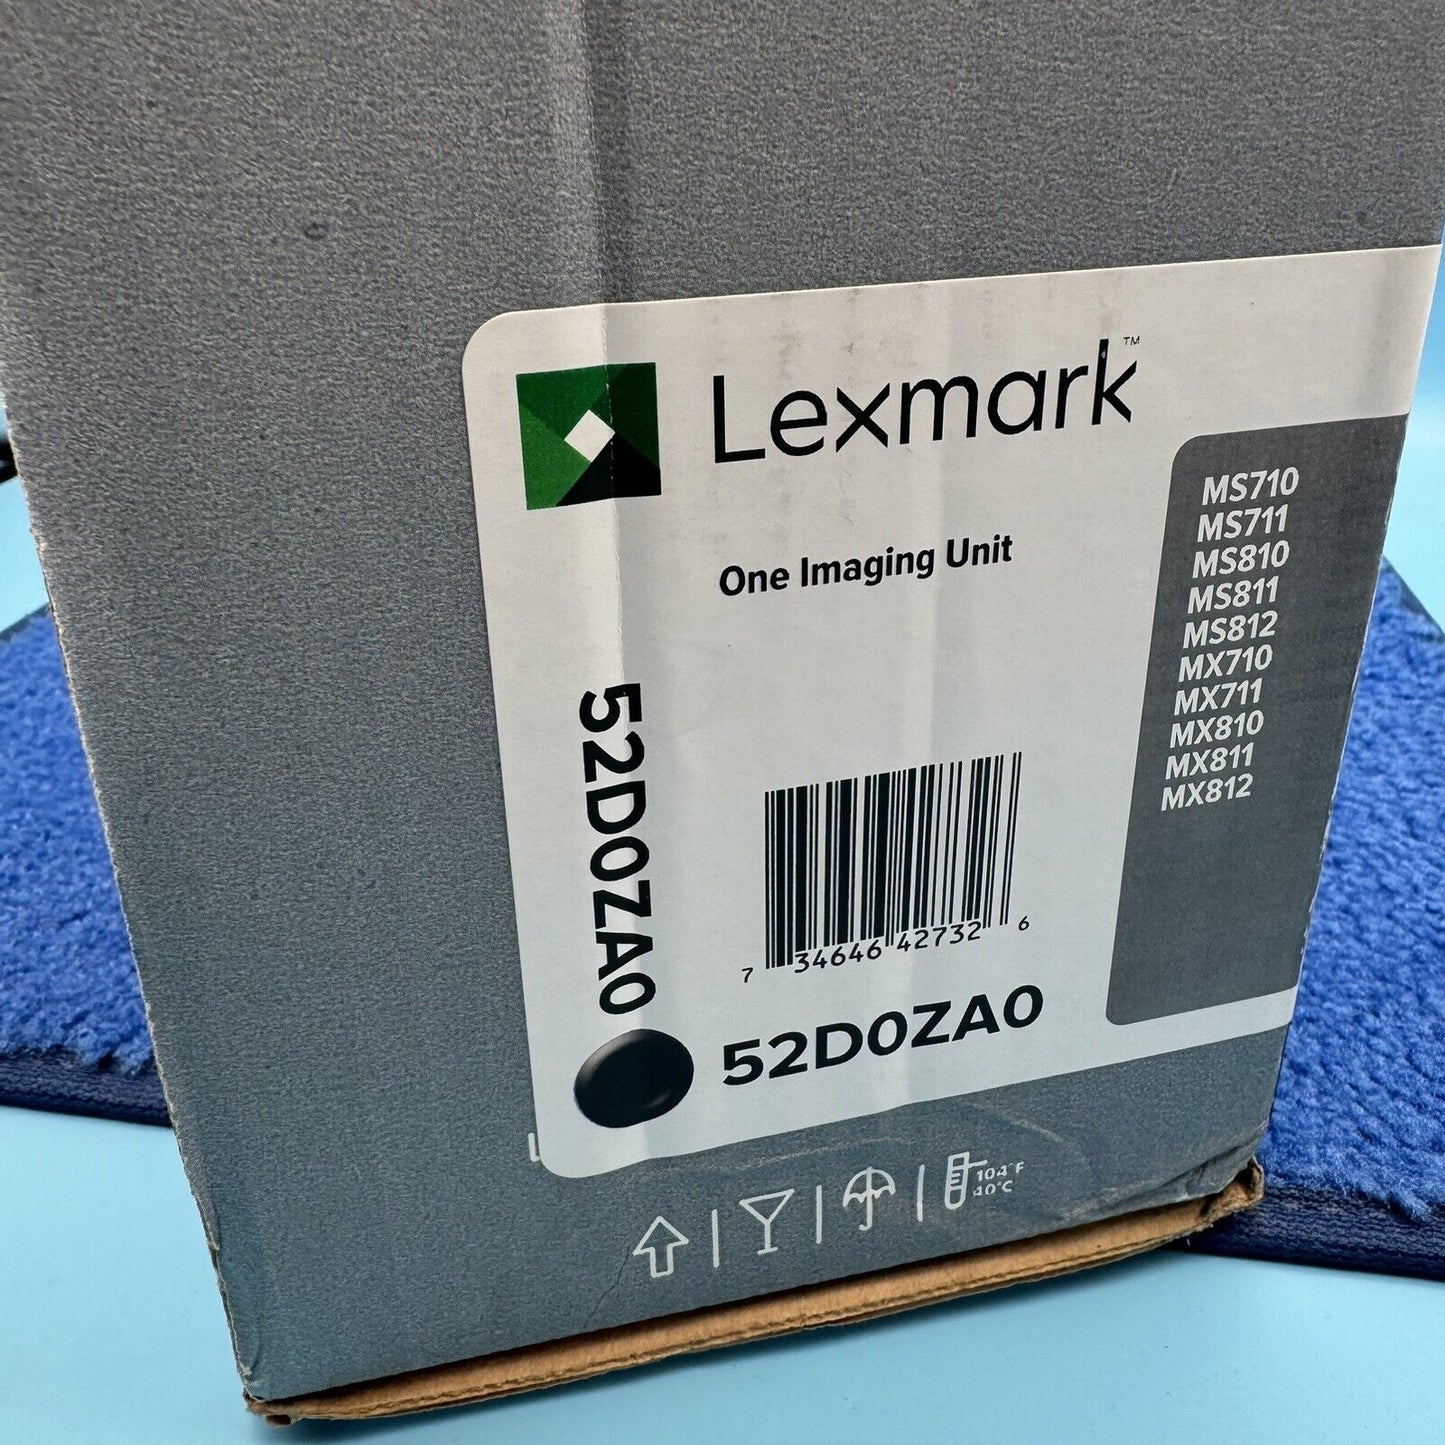 Lexmark™
One Imaging Unit
MS710
MS711
MS810
MS811
MS812
MX710
MX711
MX810
MX811
MX812
52D0ZA0
7 34646 42732 6
52D0ZA0
104°F
40°C